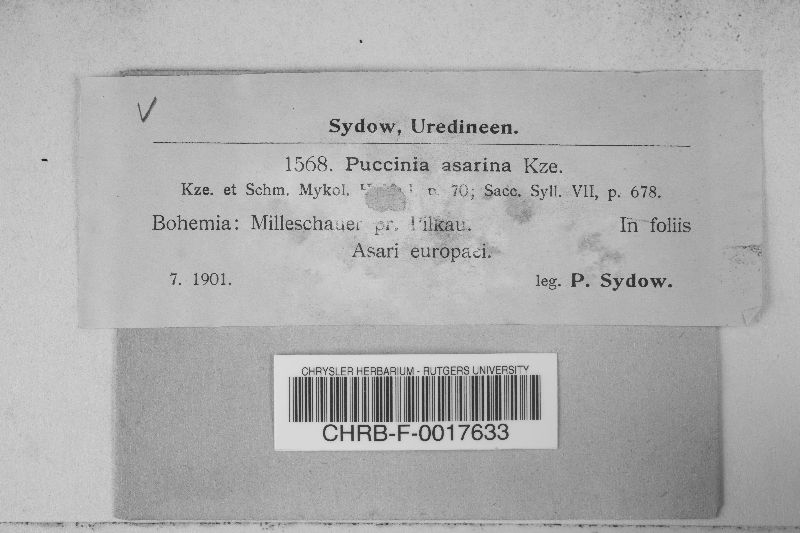 Sydow, Uredineen.
1568. Puccinia asarina Kze.
Kze. et Schm. Mykol. p. 70; Sacc. Syll. VII, p. 678.
Bohemia: Milleschauer pr. Pilkau. In foliis
Asari europaei.
7. 1901. leg. P. Sydow.
CHRYSLER HERBARIUM - RUTGERS UNIVERSITY
CHRB-F-0017633